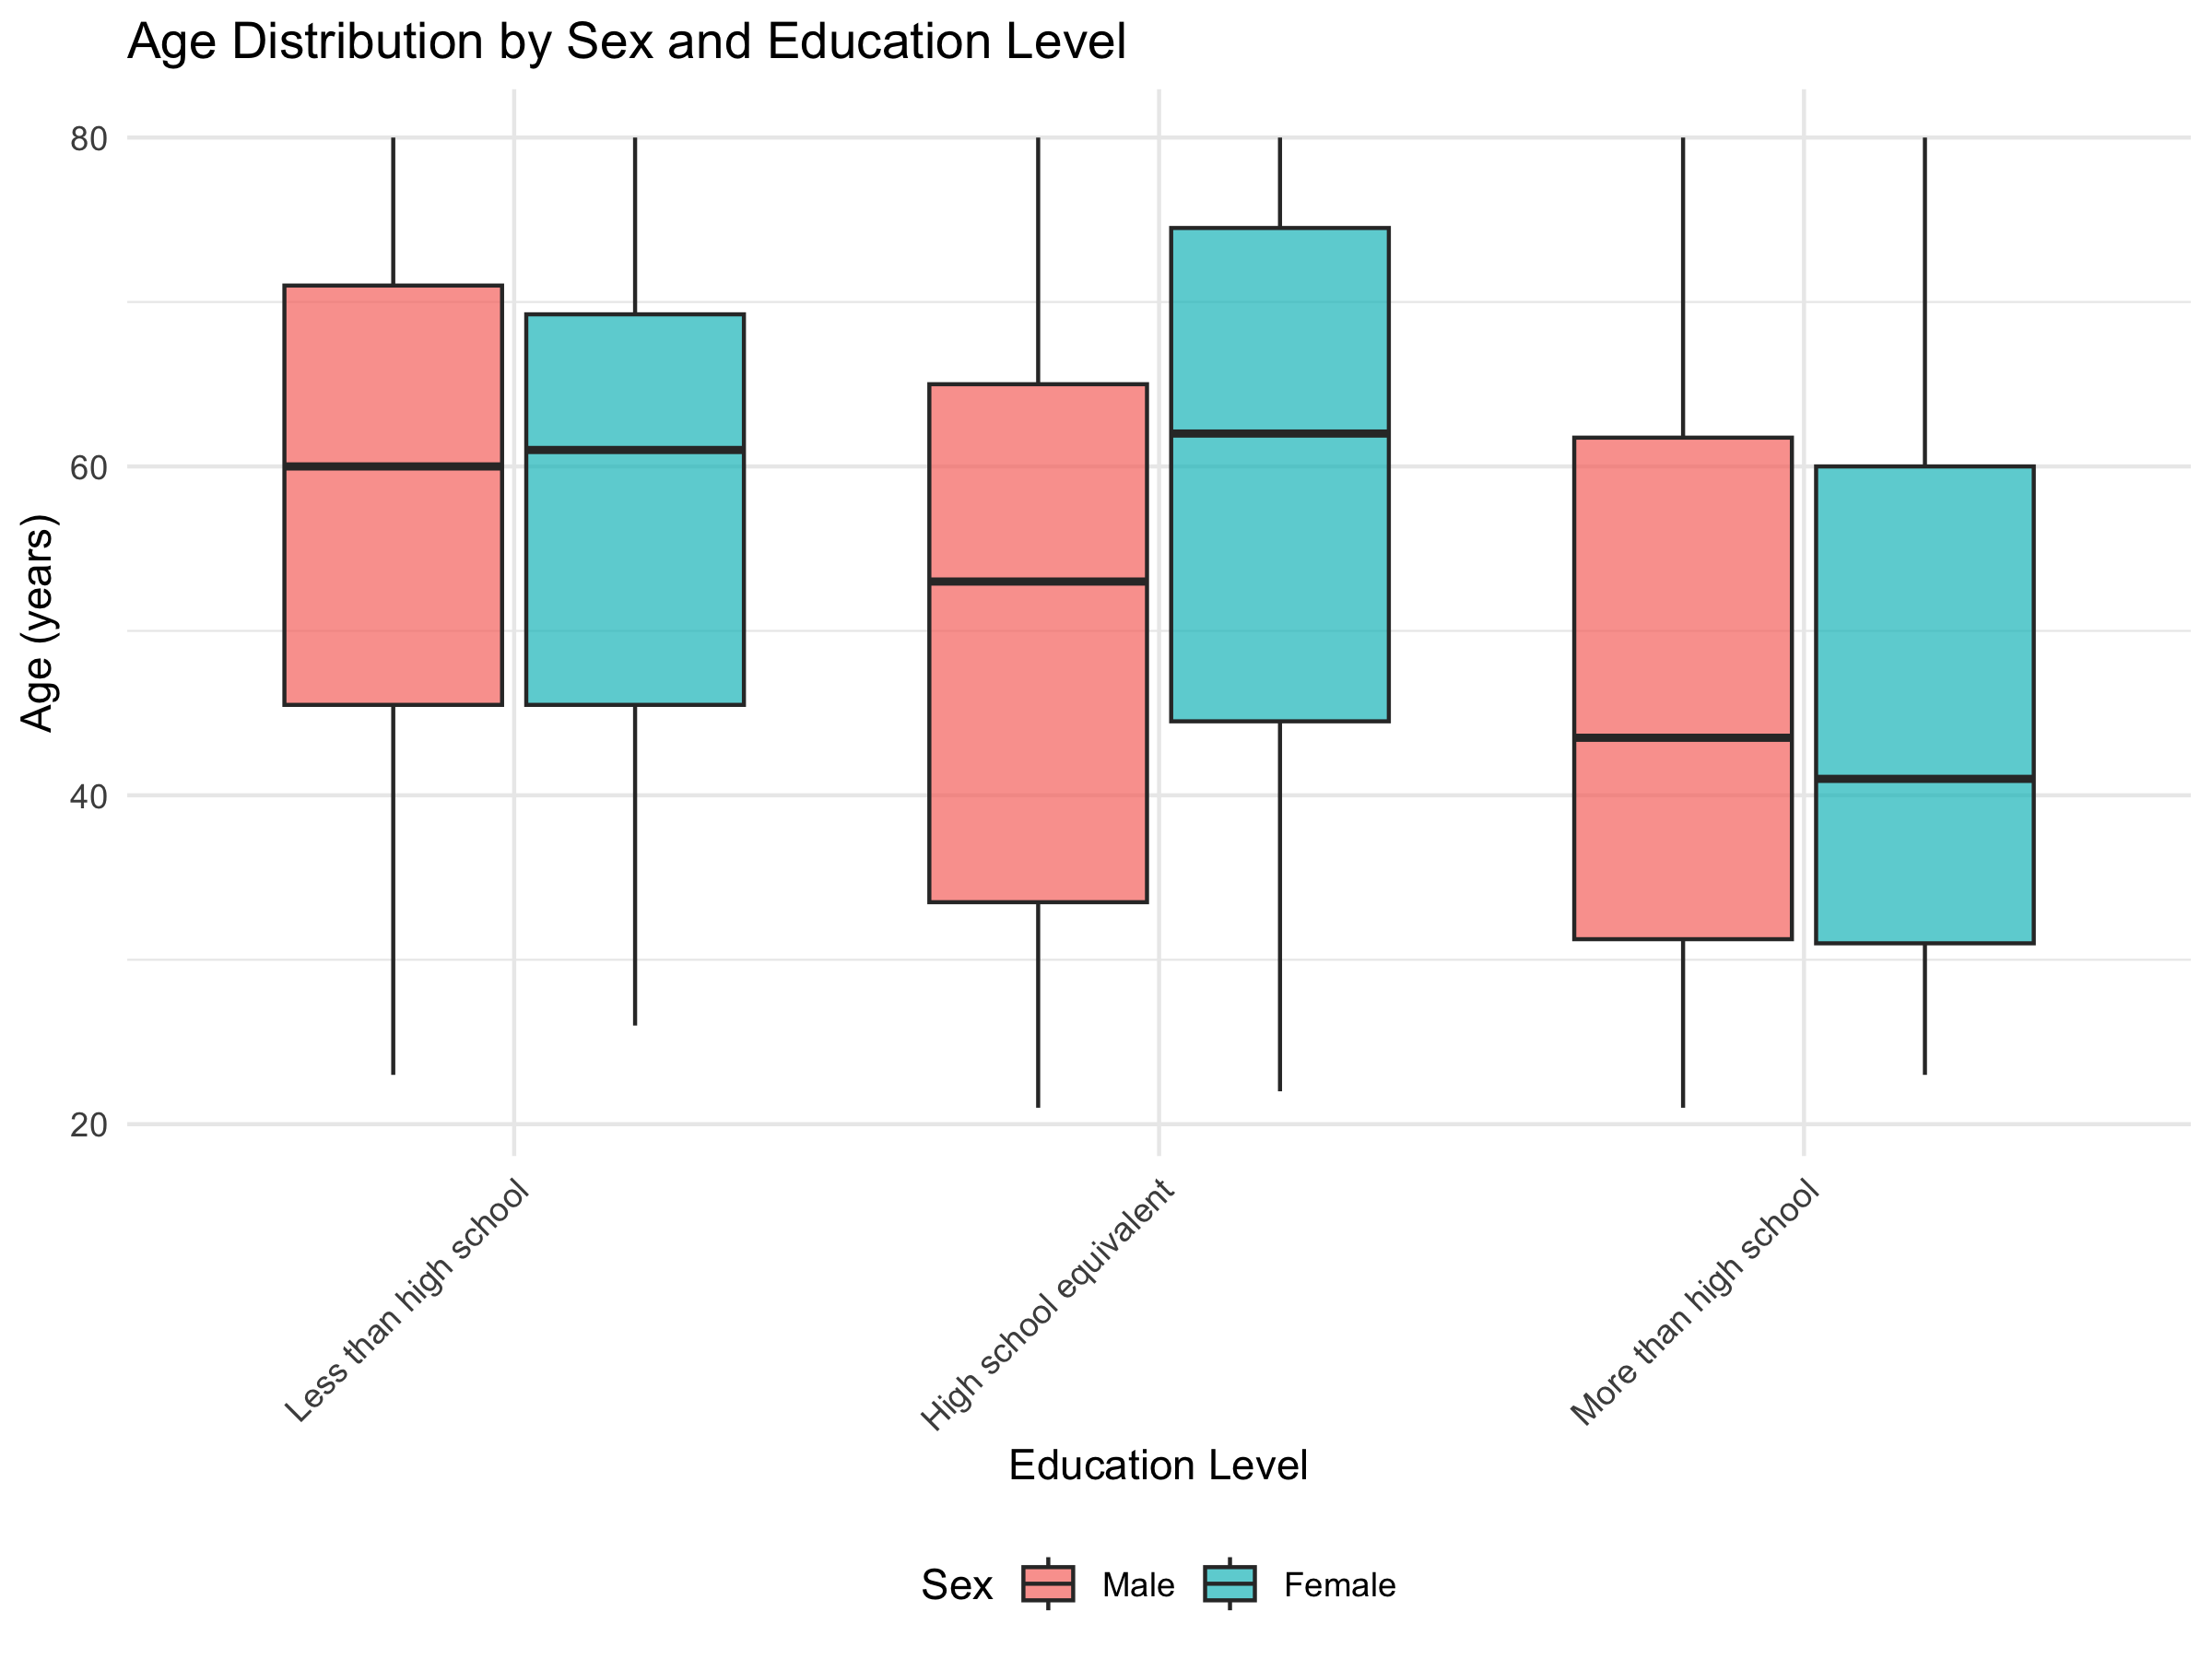 Age Distribution by Sex and Education Level
80
60
40
20
Age (years)
Less than high school
High school equivalent
More than high school
Education Level
Sex Male Female